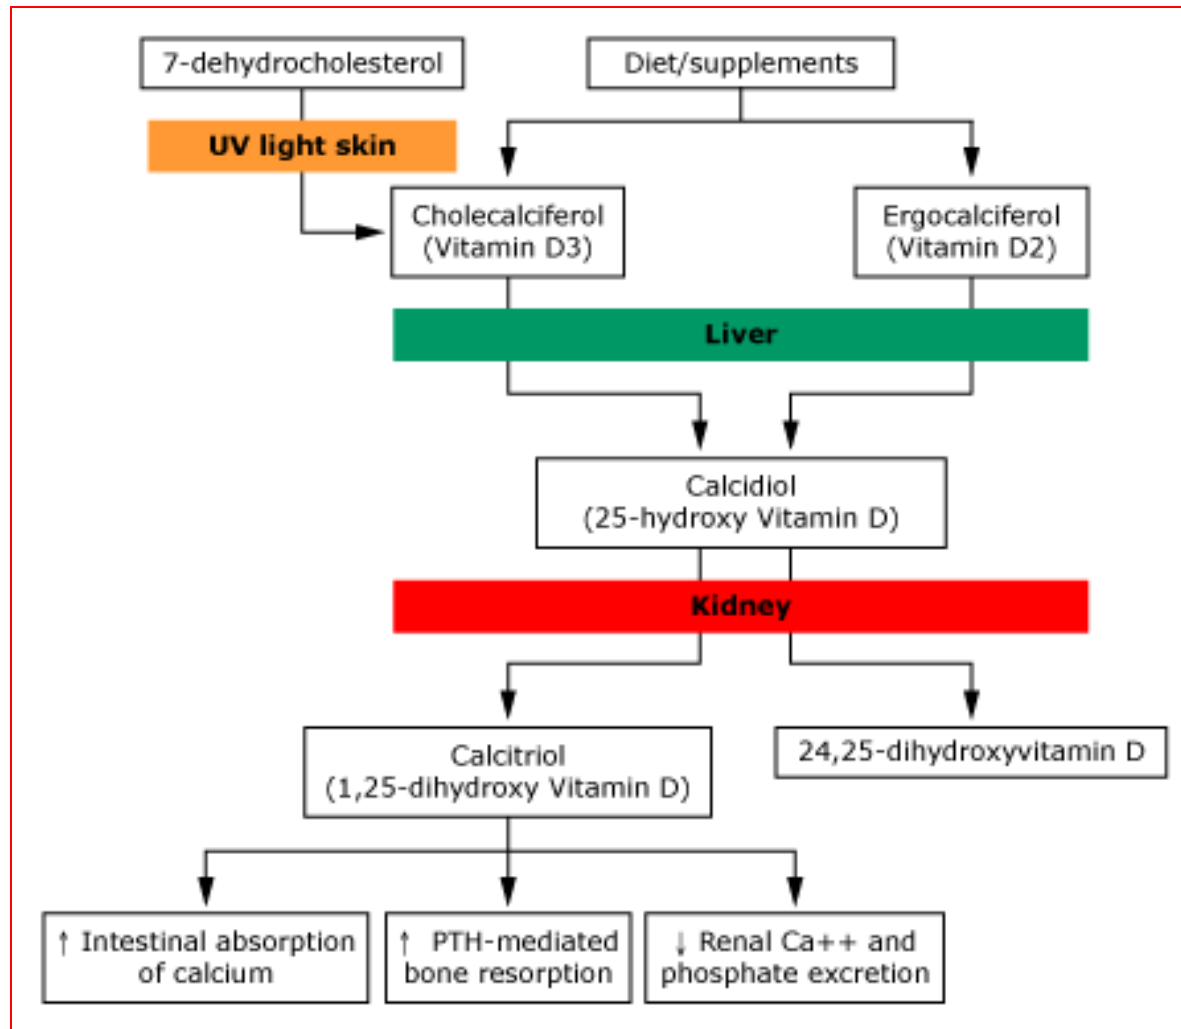 7-dehydrocholesterol
Diet/supplements
UV light skin
Cholecalciferol
(Vitamin D3)
Ergocalciferol
(Vitamin D2)
Liver
Calcidiol
(25-hydroxy Vitamin D)
Kidney
Calcitriol
(1,25-dihydroxy Vitamin D)
24,25-dihydroxyvitamin D
↑ Intestinal absorption
of calcium
↑ PTH-mediated
bone resorption
↓ Renal Ca++ and
phosphate excretion